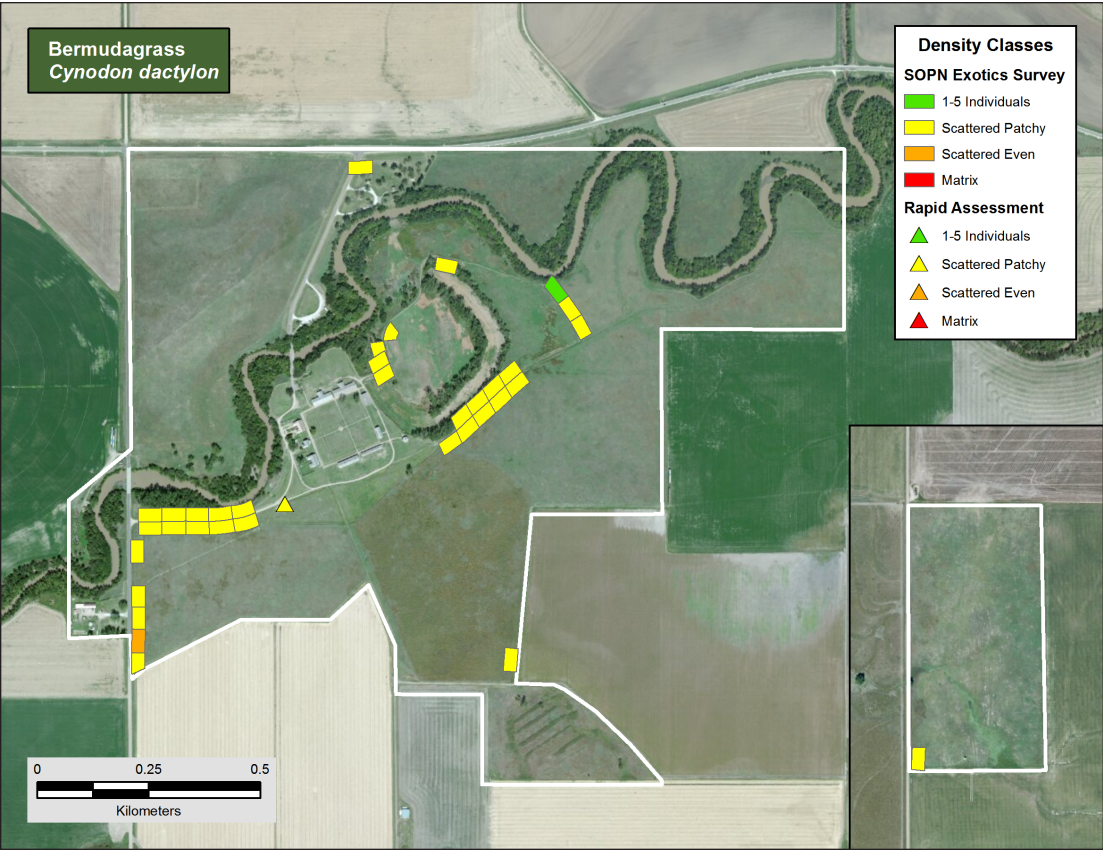 Bermudagrass
Cynodon dactylon
Density Classes
SOPN Exotics Survey
1-5 Individuals
Scattered Patchy
Scattered Even
Matrix
Rapid Assessment
1-5 Individuals
Scattered Patchy
Scattered Even
Matrix
0 0.25 0.5
Kilometers